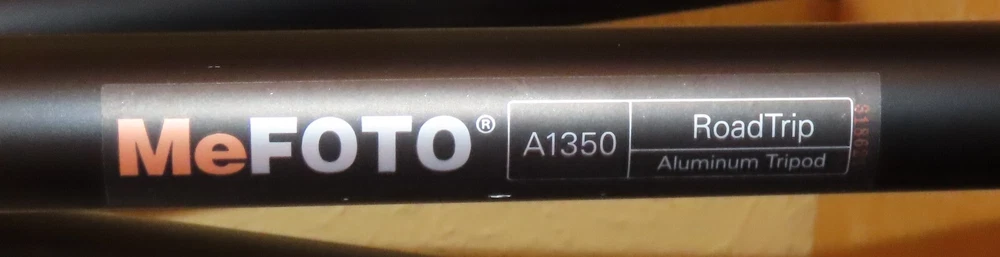 MeFOTO®
A1350
RoadTrip
Aluminum Tripod